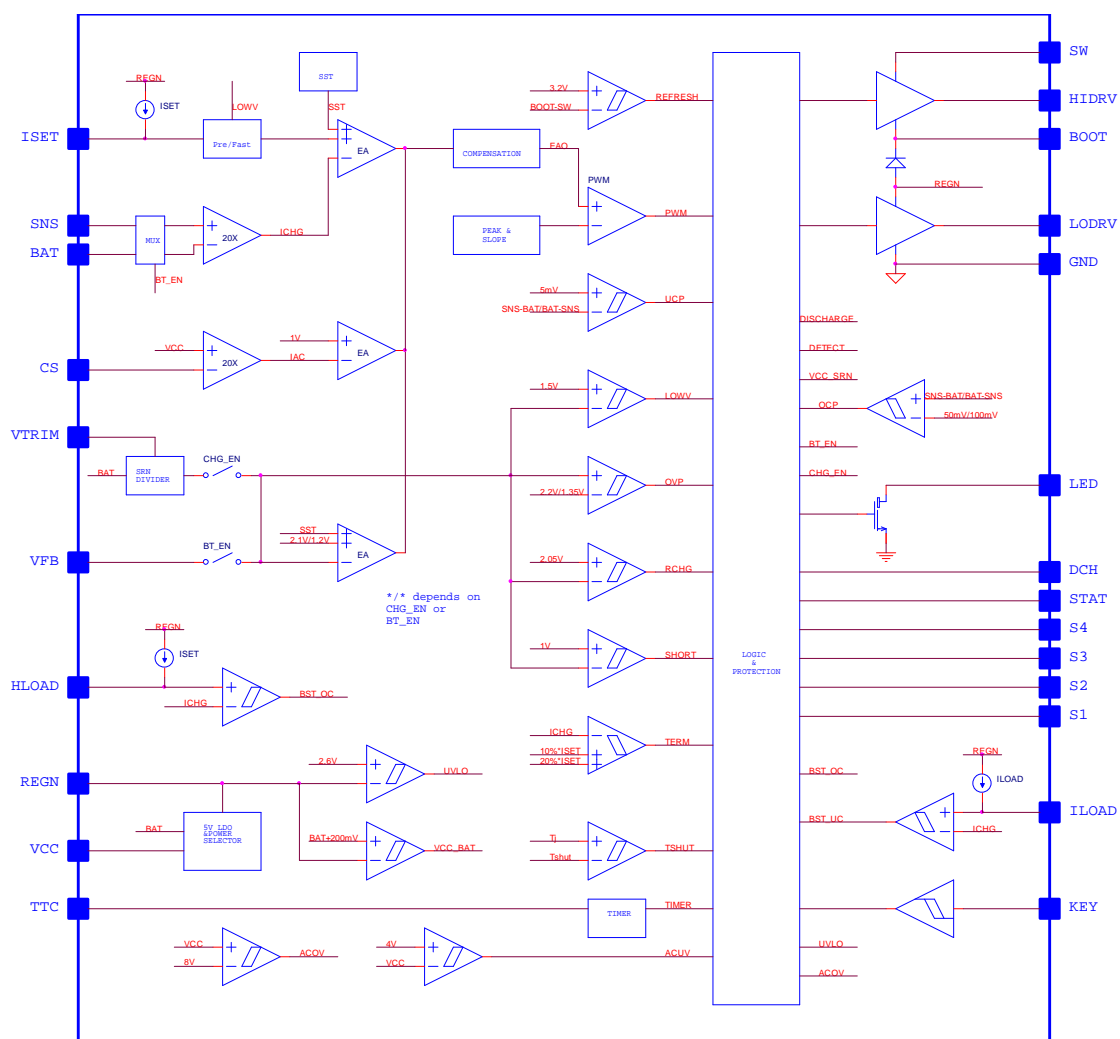 SST
SW
REGN
ISET
LOWV
SST
3.2V
BOOT-SW
REFRESH
HIDRV
ISET
Pre/Fast
EA
COMPENSATION
EAO
BOOT
PWM
REGN
SNS
BAT
MUX
20X
ICHG
BT_EN
PEAK &
SLOPE
PWM
LODRV
GND
5mV
SNS-BAT/BAT-SNS
UCP
DISCHARGE
DETECT
VCC_SRN
CS
VCC
20X
IAC
1V
EA
1.5V
LOWV
OCP
SNS-BAT/BAT-SNS
50mV/100mV
VTRIM
BAT
SRN
DIVIDER
CHG_EN
BT_EN
CHG_EN
2.2V/1.35V
OVP
LED
SST
2.1V/1.2V
EA
VFB
BT_EN
2.05V
RCHG
DCH
STAT
*/* depends on
CHG_EN or
BT_EN
S4
S3
S2
S1
REGN
ISET
1V
SHORT
LOGIC
&
PROTECTION
HLOAD
ICHG
BST_OC
ICHG
10%*ISET
20%*ISET
TERM
REGN
2.6V
UVLO
BST_OC
REGN
ILOAD
ILOAD
BST_UC
ICHG
BAT
5V LDO
&POWER
SELECTOR
VCC
BAT+200mV
VCC_BAT
Tj
Tshut
TSHUT
TTC
TIMER
TIMER
KEY
VCC
8V
ACOV
4V
VCC
ACUV
UVLO
ACOV